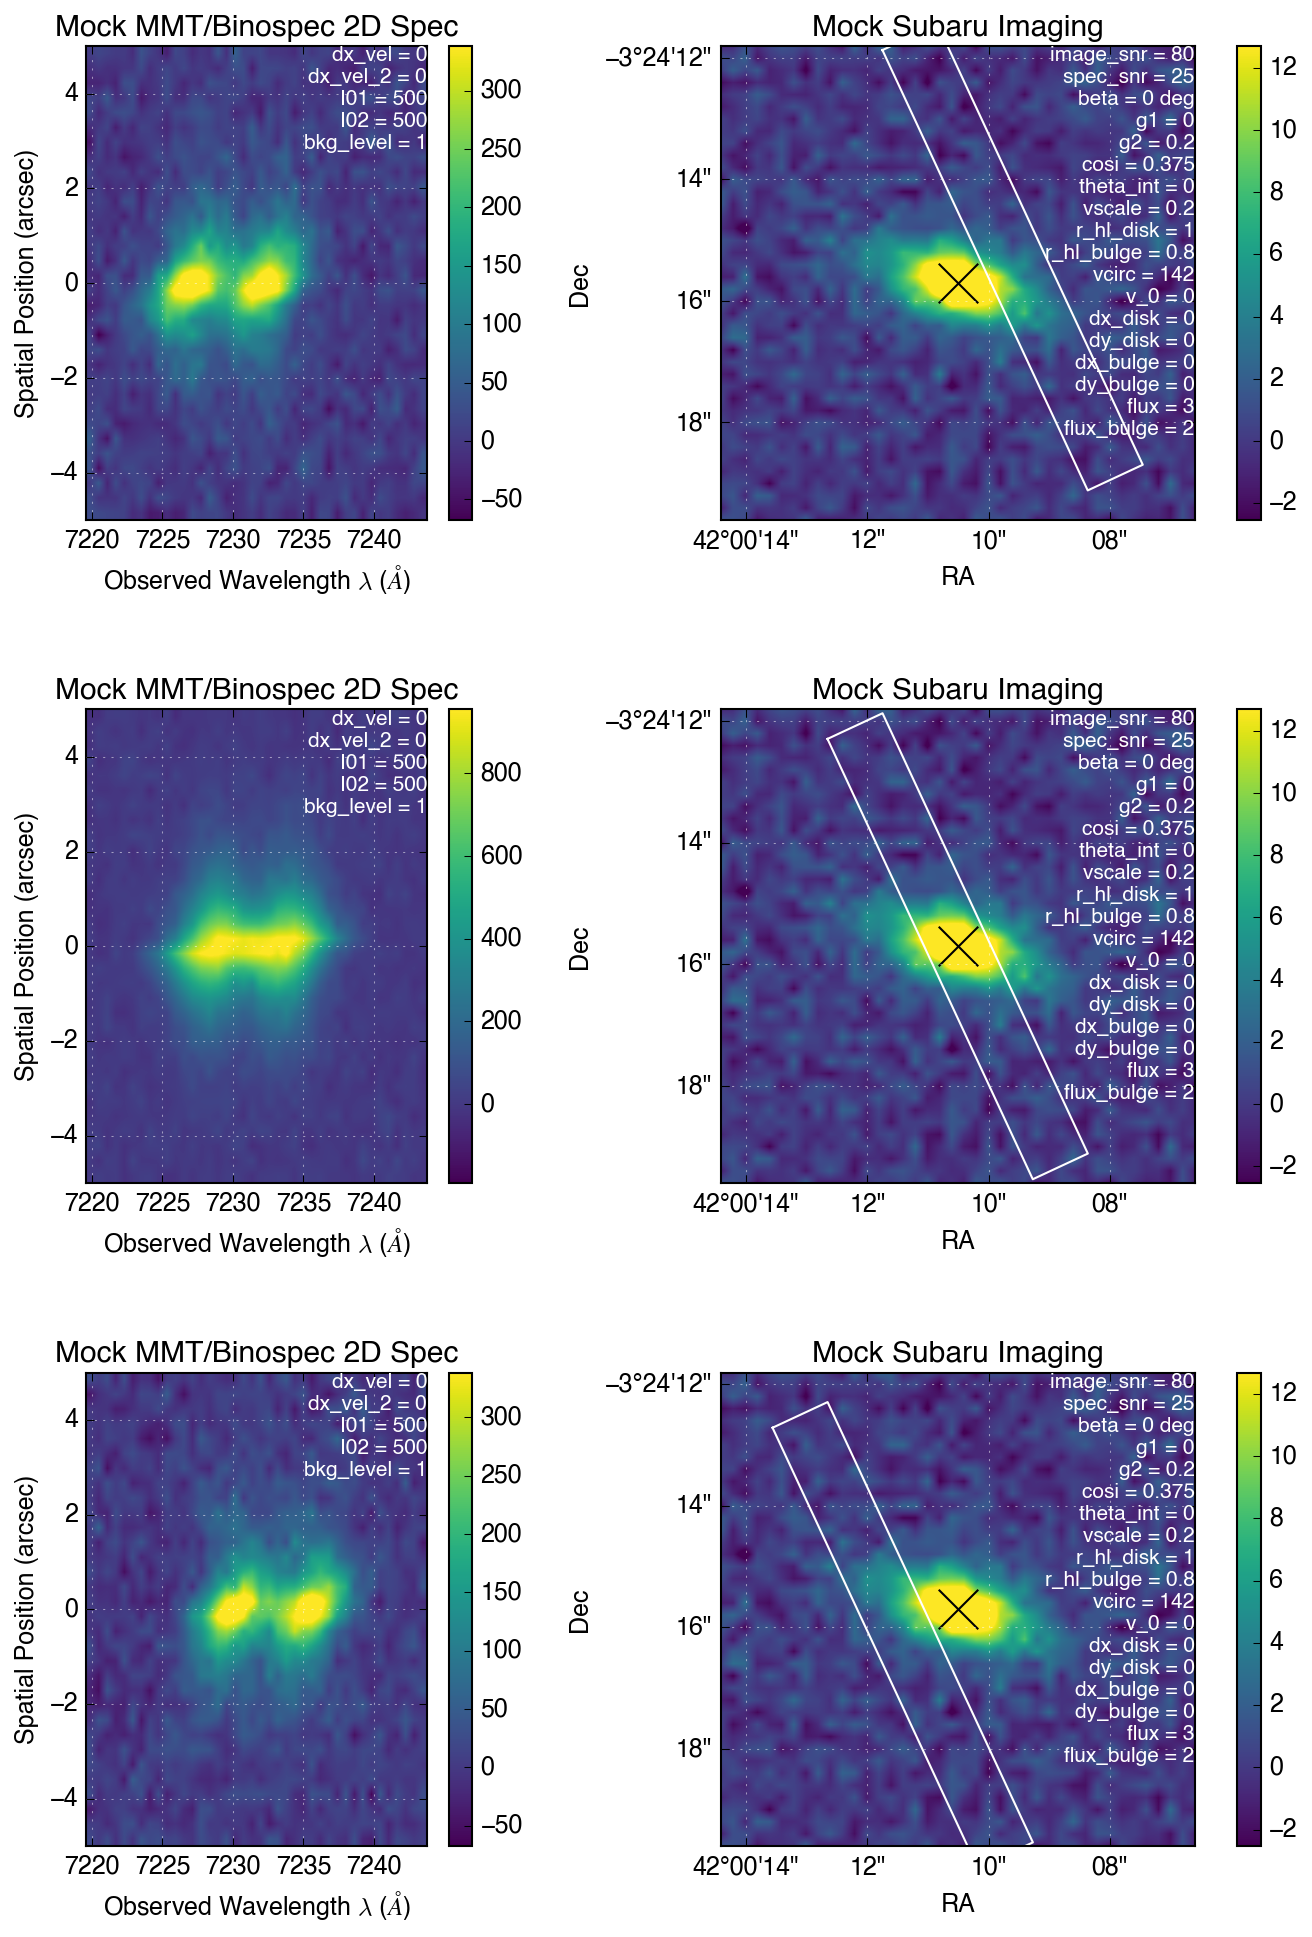 Mock MMT/Binospec 2D Spec
dx_vel = 0
dx_vel_2 = 0
I01 = 500
I02 = 500
bkg_level = 1
4
2
0
−2
−4
Spatial Position (arcsec)
7220 7225 7230 7235 7240
Observed Wavelength λ (Å)
300
250
200
150
100
50
0
−50
Mock Subaru Imaging
image_snr = 80
spec_snr = 25
beta = 0 deg
g1 = 0
g2 = 0.2
cosi = 0.375
theta_int = 0
vscale = 0.2
r_hl_disk = 1
r_hl_bulge = 0.8
vcirc = 142
v_0 = 0
dx_disk = 0
dy_disk = 0
dx_bulge = 0
dy_bulge = 0
flux = 3
flux_bulge = 2
−3°24'12"
14"
16"
18"
Dec
42°00'14" 12" 10" 08"
RA
12
10
8
6
4
2
0
−2
Mock MMT/Binospec 2D Spec
dx_vel = 0
dx_vel_2 = 0
I01 = 500
I02 = 500
bkg_level = 1
4
2
0
−2
−4
Spatial Position (arcsec)
7220 7225 7230 7235 7240
Observed Wavelength λ (Å)
800
600
400
200
0
Mock Subaru Imaging
image_snr = 80
spec_snr = 25
beta = 0 deg
g1 = 0
g2 = 0.2
cosi = 0.375
theta_int = 0
vscale = 0.2
r_hl_disk = 1
r_hl_bulge = 0.8
vcirc = 142
v_0 = 0
dx_disk = 0
dy_disk = 0
dx_bulge = 0
dy_bulge = 0
flux = 3
flux_bulge = 2
−3°24'12"
14"
16"
18"
Dec
42°00'14" 12" 10" 08"
RA
12
10
8
6
4
2
0
−2
Mock MMT/Binospec 2D Spec
dx_vel = 0
dx_vel_2 = 0
I01 = 500
I02 = 500
bkg_level = 1
4
2
0
−2
−4
Spatial Position (arcsec)
7220 7225 7230 7235 7240
Observed Wavelength λ (Å)
300
250
200
150
100
50
0
−50
Mock Subaru Imaging
image_snr = 80
spec_snr = 25
beta = 0 deg
g1 = 0
g2 = 0.2
cosi = 0.375
theta_int = 0
vscale = 0.2
r_hl_disk = 1
r_hl_bulge = 0.8
vcirc = 142
v_0 = 0
dx_disk = 0
dy_disk = 0
dx_bulge = 0
dy_bulge = 0
flux = 3
flux_bulge = 2
−3°24'12"
14"
16"
18"
Dec
42°00'14" 12" 10" 08"
RA
12
10
8
6
4
2
0
−2